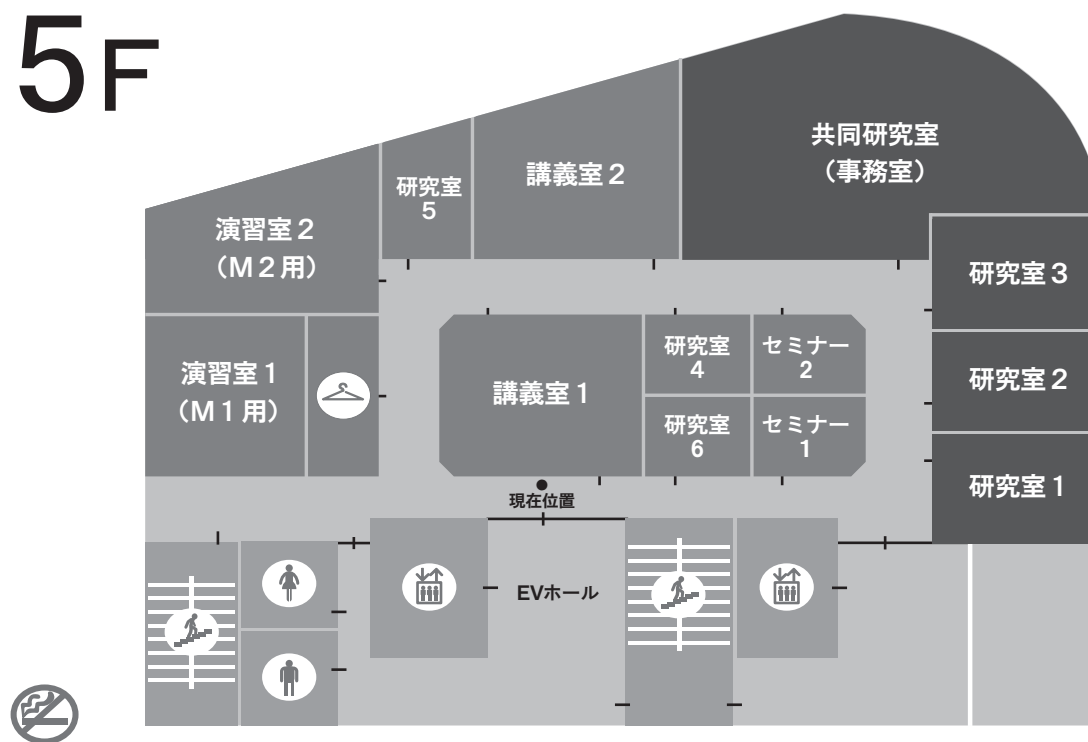 5F
共同研究室
（事務室）
講義室２
研究室
5
演習室２
（Ｍ２用）
研究室３
研究室
4
セミナー
2
演習室１
（Ｍ１用）
講義室１
研究室２
研究室
6
セミナー
1
研究室１
現在位置
EVホール